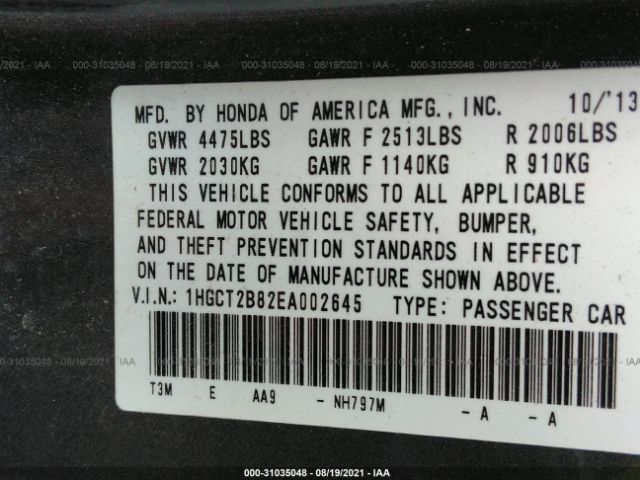 000-31035048 - 08/19/2021 - IAA
MFD. BY HONDA OF AMERICA MFG., INC. 10/'13
GVWR 4475LBS GAWR F 2513LBS R 2006LBS
GVWR 2030KG GAWR F 1140KG R 910KG
THIS VEHICLE CONFORMS TO ALL APPLICABLE
FEDERAL MOTOR VEHICLE SAFETY, BUMPER,
AND THEFT PREVENTION STANDARDS IN EFFECT
ON THE DATE OF MANUFACTURE SHOWN ABOVE.
V.I.N.: 1HGCT2B82EA002645 TYPE: PASSENGER CAR
T3M E AA9 - NH797M - A - A
000-31035048 - 08/19/2021 - IAA